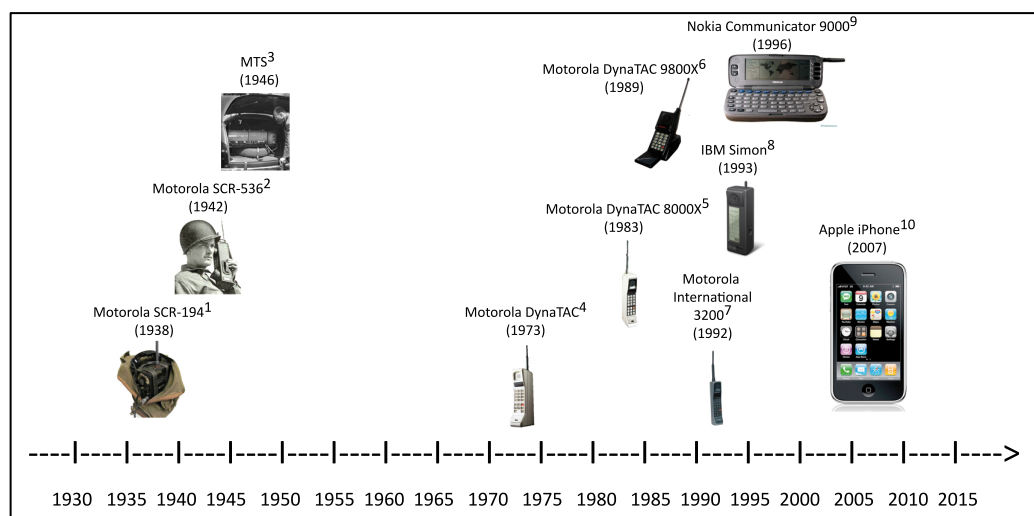 Nokia Communicator 9000⁹
(1996)
MTS³
(1946)
Motorola DynaTAC 9800X⁶
(1989)
IBM Simon⁸
(1993)
Motorola SCR-536²
(1942)
Motorola DynaTAC 8000X⁵
(1983)
Apple iPhone¹⁰
(2007)
Motorola
International
3200⁷
(1992)
Motorola SCR-194¹
(1938)
Motorola DynaTAC⁴
(1973)
1930 1935 1940 1945 1950 1955 1960 1965 1970 1975 1980 1985 1990 1995 2000 2005 2010 2015